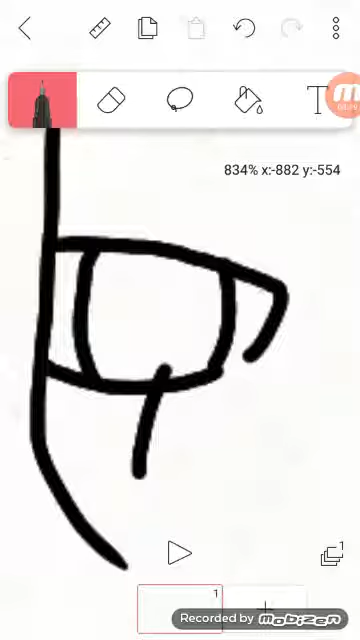 T
834% x:-882 y:-554
1
1
+
Recorded by mobizen